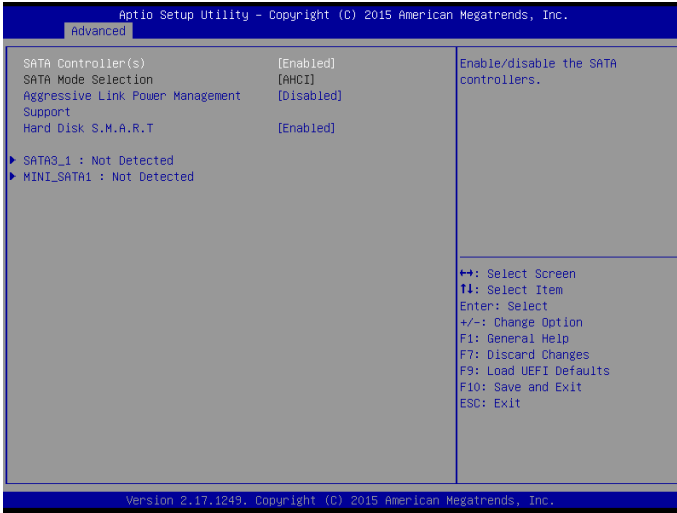 Aptio Setup Utility – Copyright (C) 2015 American Megatrends, Inc.
Advanced
SATA Controller(s) [Enabled]
SATA Mode Selection [AHCI]
Aggressive Link Power Management [Disabled]
Support
Hard Disk S.M.A.R.T [Enabled]
SATA3_1 : Not Detected
MINI_SATA1 : Not Detected
Enable/disable the SATA
controllers.
↔: Select Screen
↑↓: Select Item
Enter: Select
+/-: Change Option
F1: General Help
F7: Discard Changes
F9: Load UEFI Defaults
F10: Save and Exit
ESC: Exit
Version 2.17.1249. Copyright (C) 2015 American Megatrends, Inc.